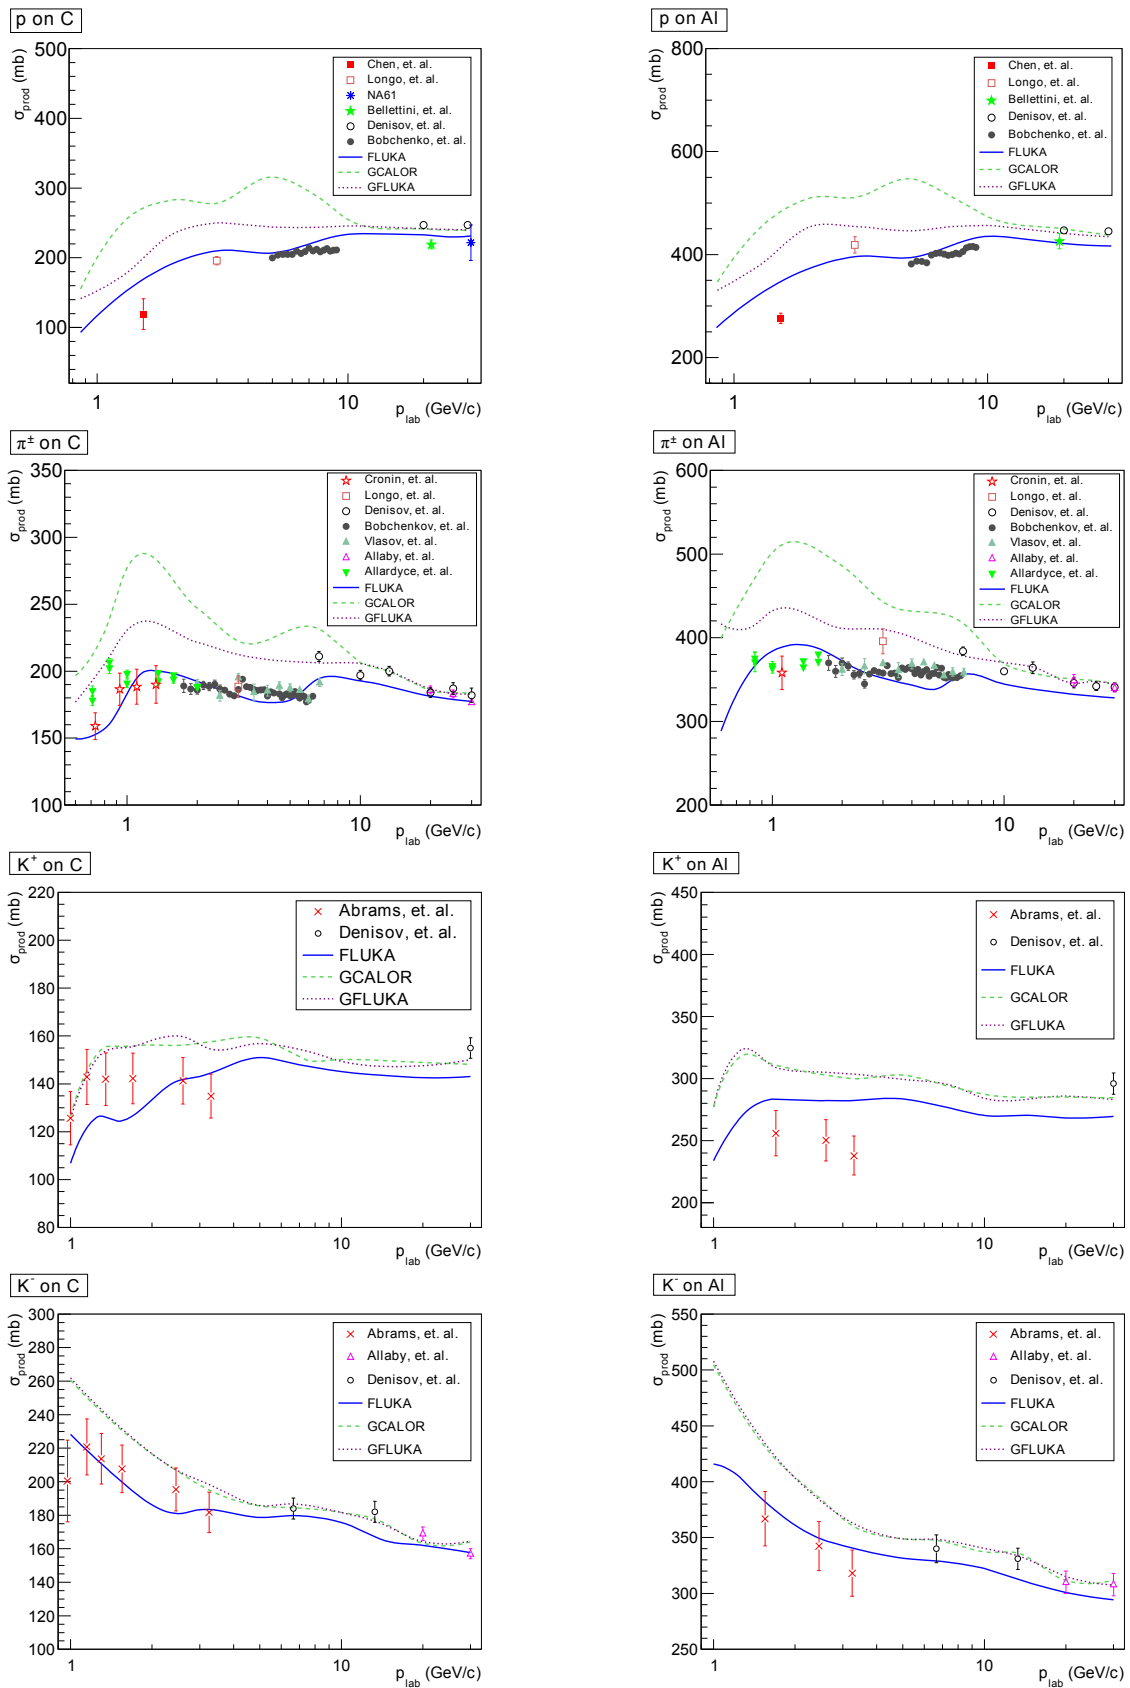 p on C
σprod (mb)
500
400
300
200
100
1
10
plab (GeV/c)
Chen, et. al.
Longo, et. al.
NA61
Bellettini, et. al
Denisov, et. al
Bobchenko, et. al.
FLUKA
GCALOR
GFLUKA
p on Al
σprod (mb)
800
600
400
200
1
10
plab (GeV/c)
Chen, et. al.
Longo, et. al.
Bellettini, et. al
Denisov, et. al
Bobchenko, et. al.
FLUKA
GCALOR
GFLUKA
π± on C
σprod (mb)
350
300
250
200
150
100
1
10
plab (GeV/c)
Cronin, et. al.
Longo, et. al.
Denisov, et. al.
Bobchenkov, et. al.
Vlasov, et. al.
Allaby, et. al.
Allardyce, et. al.
FLUKA
GCALOR
GFLUKA
π± on Al
σprod (mb)
600
500
400
300
200
1
10
plab (GeV/c)
Cronin, et. al.
Longo, et. al.
Denisov, et. al.
Bobchenkov, et. al.
Vlasov, et. al.
Allaby, et. al.
Allardyce, et. al.
FLUKA
GCALOR
GFLUKA
K+ on C
σprod (mb)
220
200
180
160
140
120
100
80
1
10
plab (GeV/c)
Abrams, et. al.
Denisov, et. al.
FLUKA
GCALOR
GFLUKA
K+ on Al
σprod (mb)
450
400
350
300
250
200
1
10
plab (GeV/c)
Abrams, et. al.
Denisov, et. al.
FLUKA
GCALOR
GFLUKA
K- on C
σprod (mb)
300
280
260
240
220
200
180
160
140
120
100
1
10
plab (GeV/c)
Abrams, et. al.
Allaby, et. al.
Denisov, et. al.
FLUKA
GCALOR
GFLUKA
K- on Al
σprod (mb)
550
500
450
400
350
300
250
1
10
plab (GeV/c)
Abrams, et. al.
Allaby, et. al.
Denisov, et. al.
FLUKA
GCALOR
GFLUKA